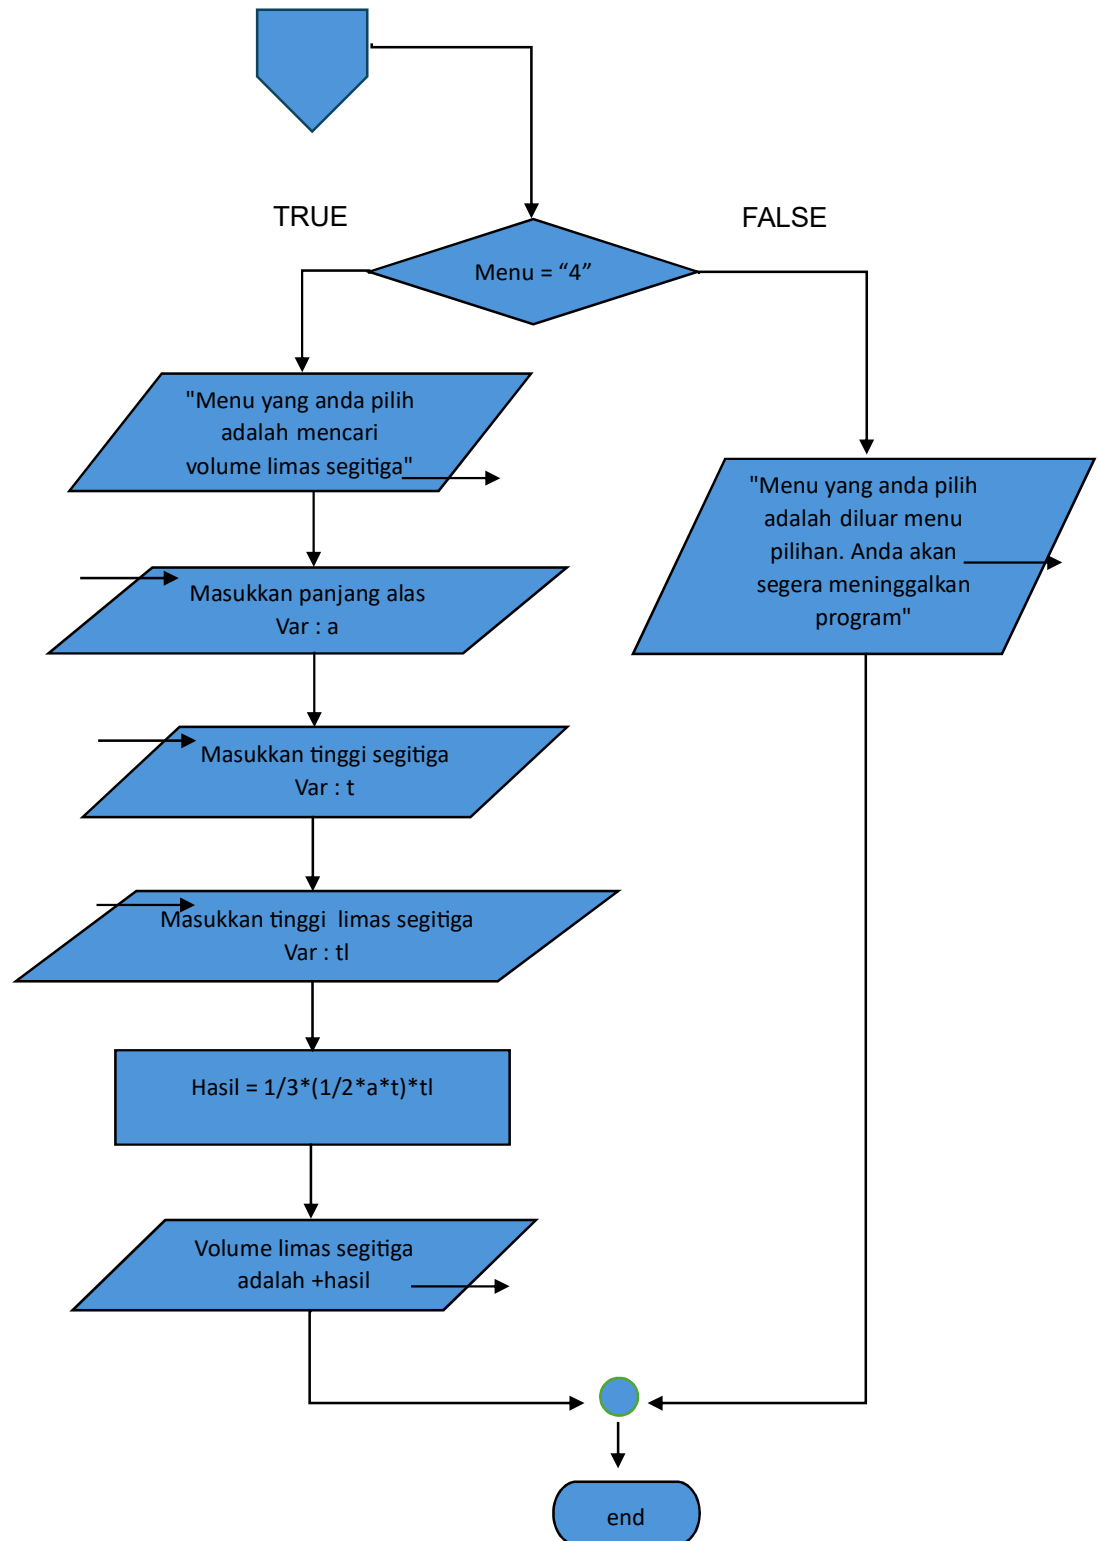 TRUE
FALSE
Menu = “4”
"Menu yang anda pilih
adalah mencari
volume limas segitiga"
"Menu yang anda pilih
adalah diluar menu
pilihan. Anda akan
segera meninggalkan
program"
Masukkan panjang alas
Var : a
Masukkan tinggi segitiga
Var : t
Masukkan tinggi  limas segitiga
Var : tl
Hasil = 1/3*(1/2*a*t)*tl
Volume limas segitiga
adalah +hasil
end